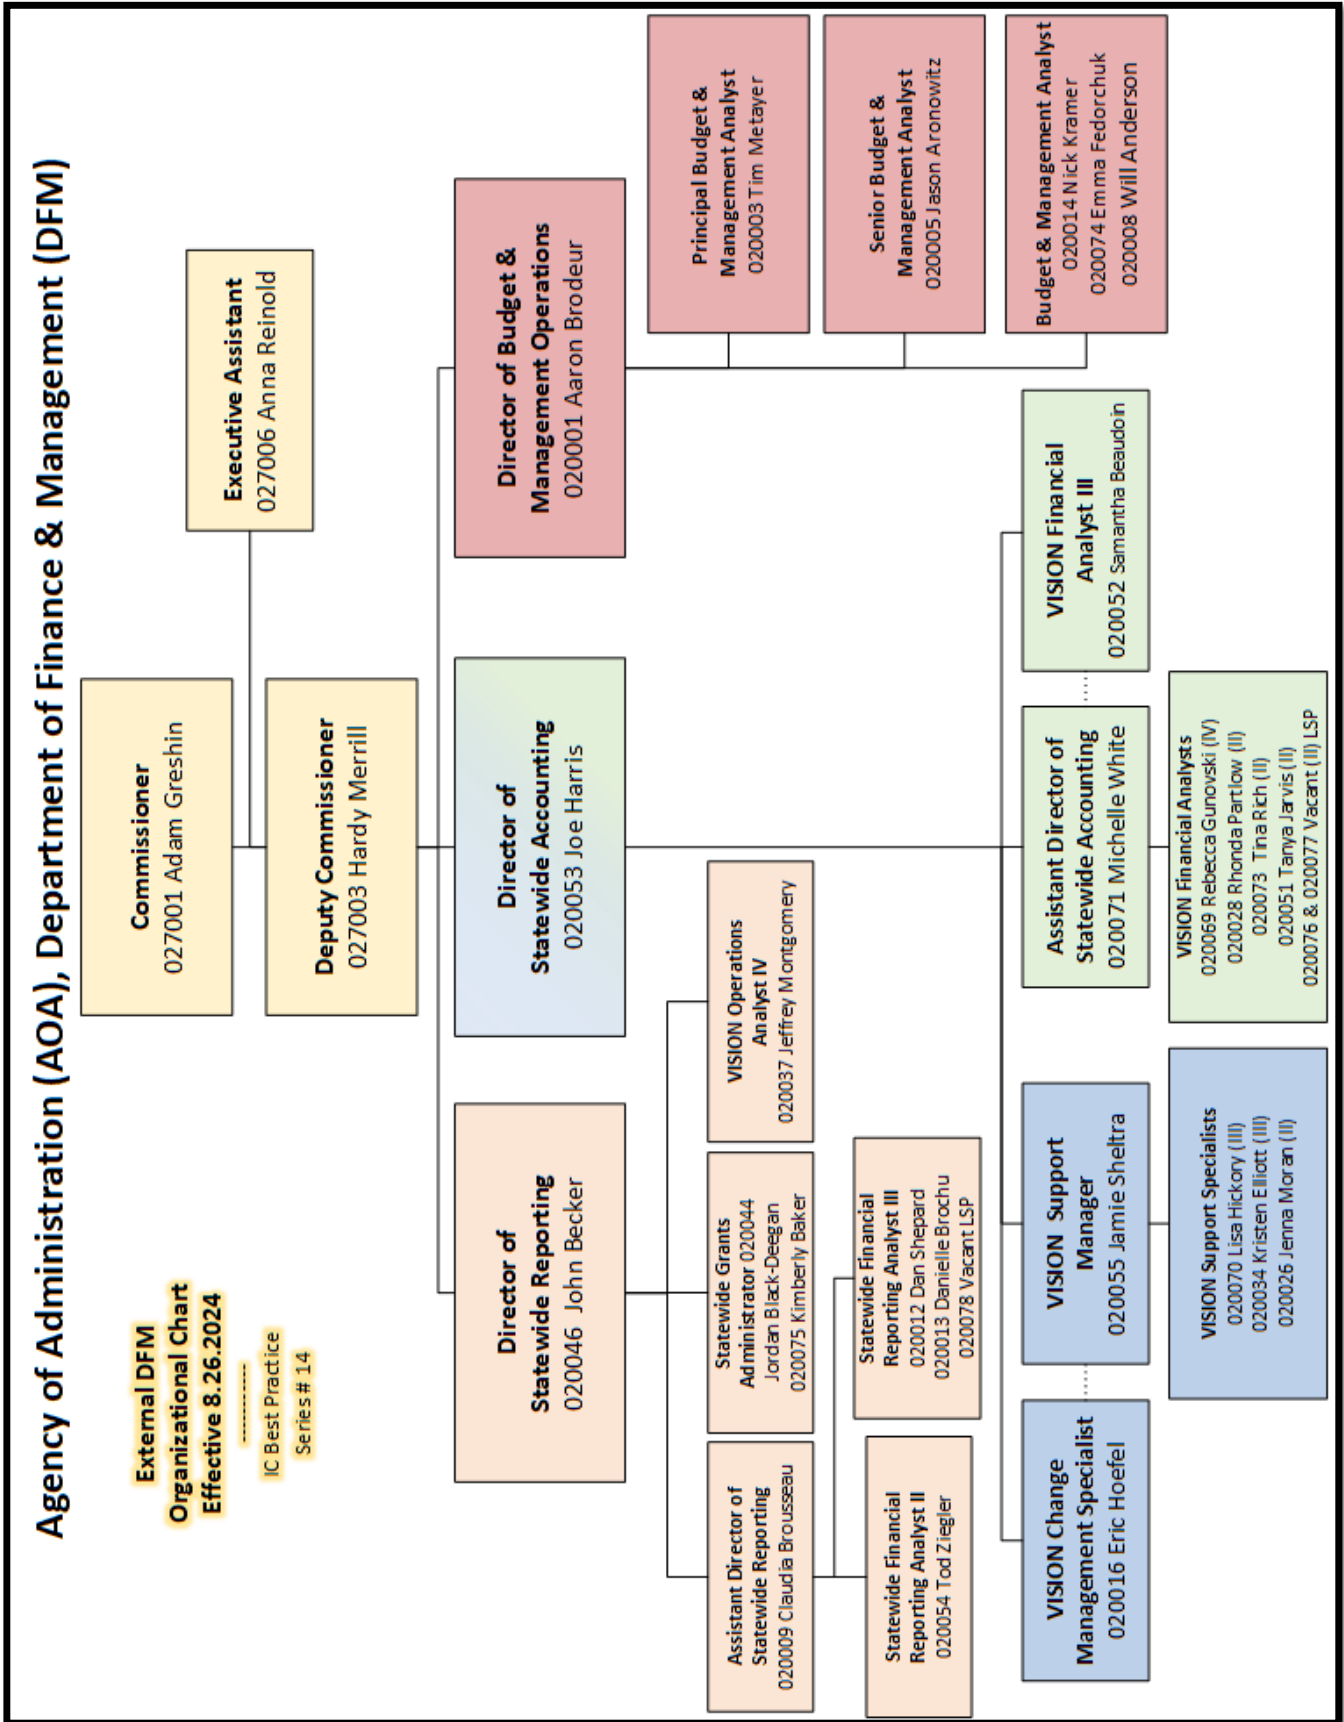 Agency of Administration (AOA), Department of Finance & Management (DFM)
External DFM
Organizational Chart
Effective 8.26.2024
-----------
IC Best Practice
Series # 14
Commissioner
027001 Adam Greshin
Executive Assistant
027006 Anna Reinold
Deputy Commissioner
027003 Hardy Merrill
Director of
Statewide Reporting
020046 John Becker
Director of
Statewide Accounting
020053 Joe Harris
Director of Budget &
Management Operations
020001 Aaron Brodeur
Assistant Director of
Statewide Reporting
020009 Claudia Brousseau
Statewide Grants
Administrator 020044
Jordan Black-Deegan
020075 Kimberly Baker
VISION Operations
Analyst IV
020037 Jeffrey Montgomery
Statewide Financial
Reporting Analyst II
020054 Tod Ziegler
Statewide Financial
Reporting Analyst III
020012 Dan Shepard
020013 Danielle Brochu
020078 Vacant LSP
Principal Budget &
Management Analyst
020003 Tim Metayer
Senior Budget &
Management Analyst
020005 Jason Aronowitz
Budget & Management Analyst
020014 Nick Kramer
020074 Emma Fedorchuk
020008 Will Anderson
VISION Change
Management Specialist
020016 Eric Hoefel
VISION Support
Manager
020055 Jamie Sheltra
Assistant Director of
Statewide Accounting
020071 Michelle White
VISION Financial
Analyst III
020052 Samantha Beaudoin
VISION Support Specialists
020070 Lisa Hickory (III)
020034 Kristen Elliott (III)
020026 Jenna Moran (II)
VISION Financial Analysts
020069 Rebecca Gunovski (IV)
020028 Rhonda Partlow (II)
020073 Tina Rich (II)
020051 Tanya Jarvis (II)
020076 & 020077 Vacant (II) LSP